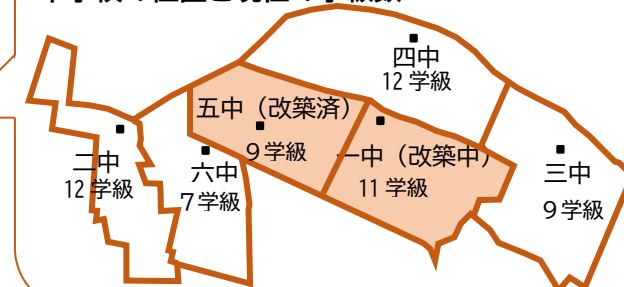 四中
12 学級
五中（改築済）
９学級
一中（改築中）
11 学級
二中
12 学級
六中
７学級
三中
９学級